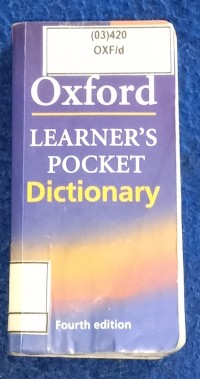 (03)420
OXF/d
Oxford
LEARNER'S
POCKET
Dictionary
Fourth edition